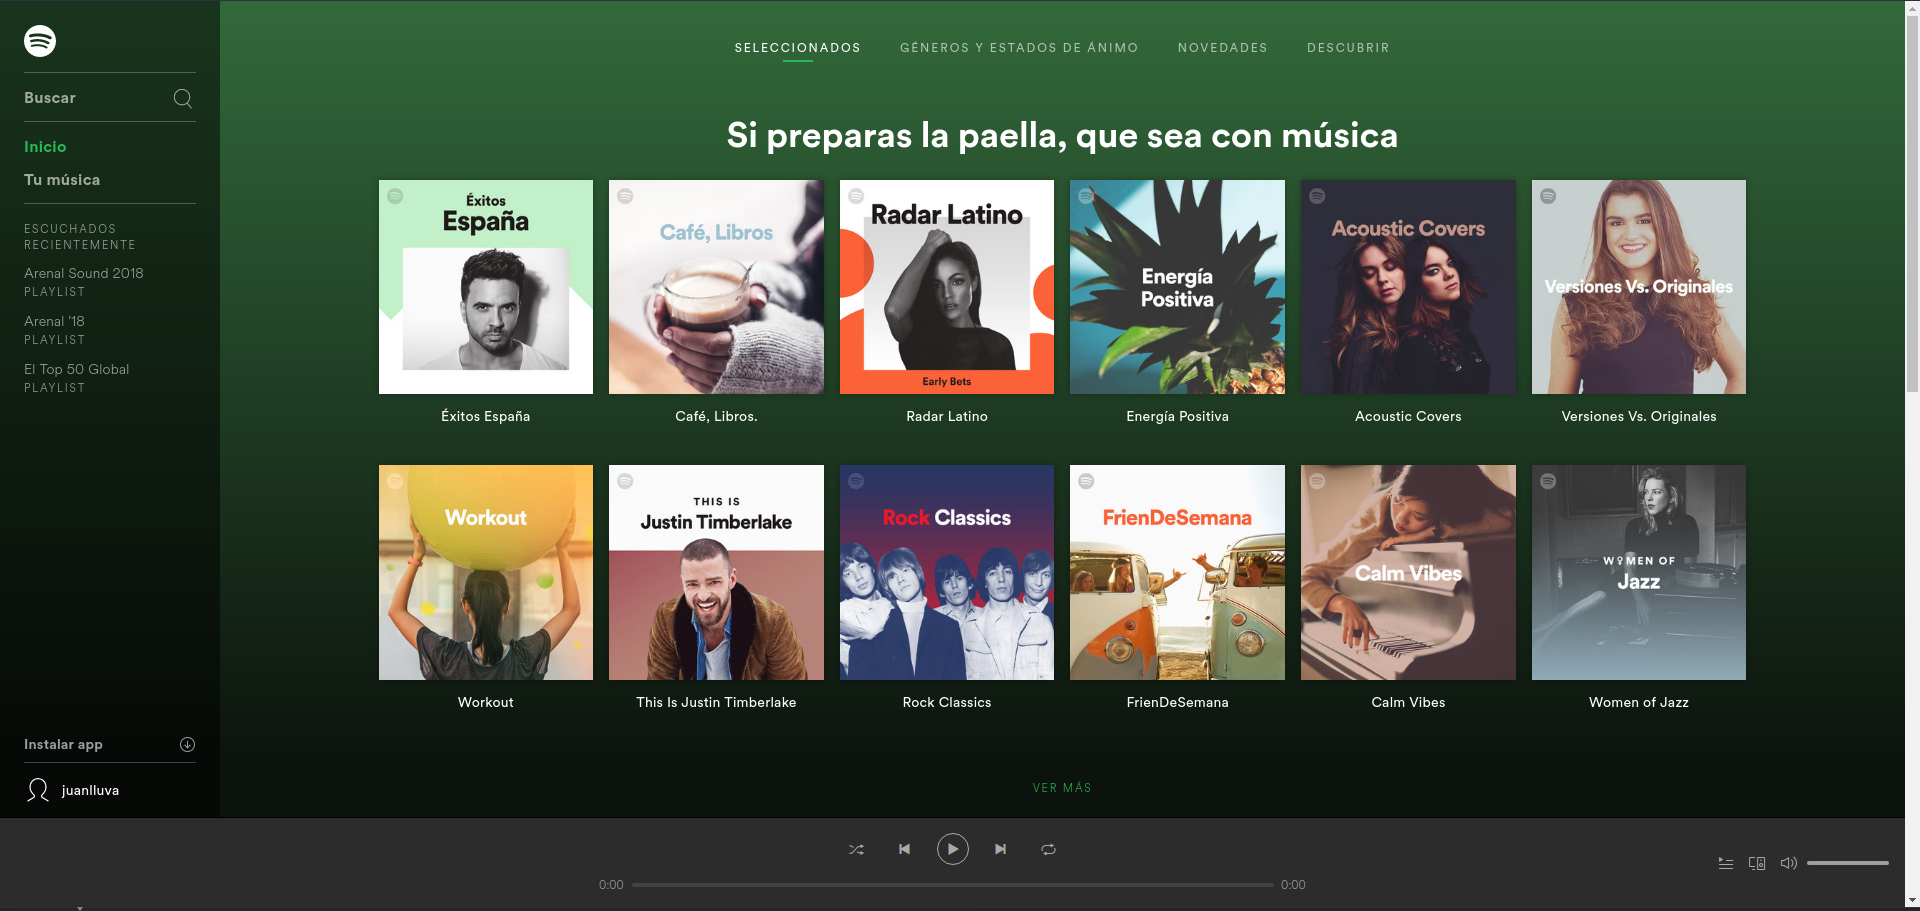 Buscar
Inicio
Tu música
ESCUCHADOS
RECIENTEMENTE
Arenal Sound 2018
PLAYLIST
Arenal '18
PLAYLIST
El Top 50 Global
PLAYLIST
Instalar app
juanlluva
SELECCIONADOS GÉNEROS Y ESTADOS DE ÁNIMO NOVEDADES DESCUBRIR
Si preparas la paella, que sea con música
Éxitos
España
Café, Libros
Radar Latino
Early Bets
Energía
Positiva
Acoustic Covers
Versiones Vs. Originales
Éxitos España Café, Libros. Radar Latino Energía Positiva Acoustic Covers Versiones Vs. Originales
Workout
THIS IS
Justin Timberlake
Rock Classics
FrienDeSemana
Calm Vibes
WOMEN OF
Jazz
Workout This Is Justin Timberlake Rock Classics FrienDeSemana Calm Vibes Women of Jazz
VER MÁS
0:00 0:00